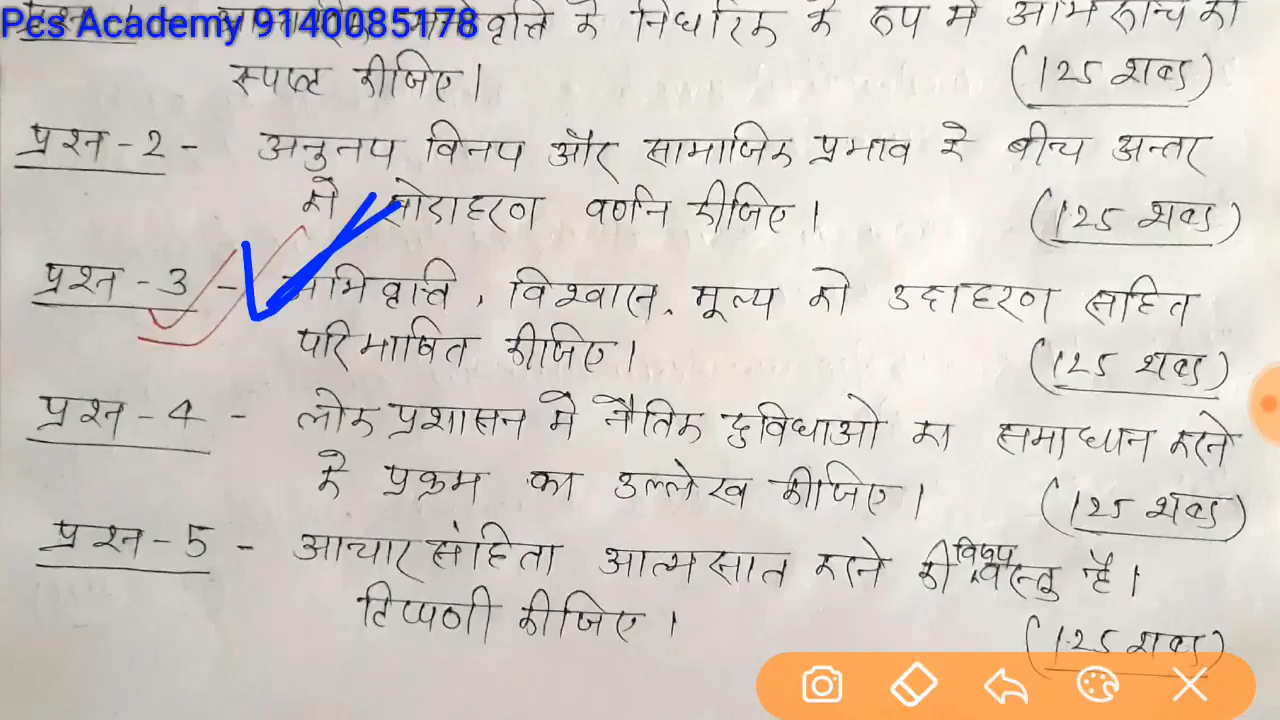 Pcs Academy 9140085178 के निर्धारक के रूप में अभिरुचि को
स्पष्ट कीजिए। (125 शब्द)
प्रश्न - 2 - अनुनय विनय और सामाजिक प्रभाव के बीच अन्तर
में सोदाहरण वर्णन कीजिए। (125 शब्द)
प्रश्न - 3 - अभिवृत्ति, विश्वास, मूल्य को उदाहरण सहित
परिभाषित कीजिए। (125 शब्द)
प्रश्न - 4 - लोक प्रशासन में नैतिक दुविधाओं का समाधान करने
के प्रक्रम का उल्लेख कीजिए। (125 शब्द)
प्रश्न - 5 - आचार संहिता आत्मसात करने की विषय वस्तु है।
टिप्पणी कीजिए। (125 शब्द)